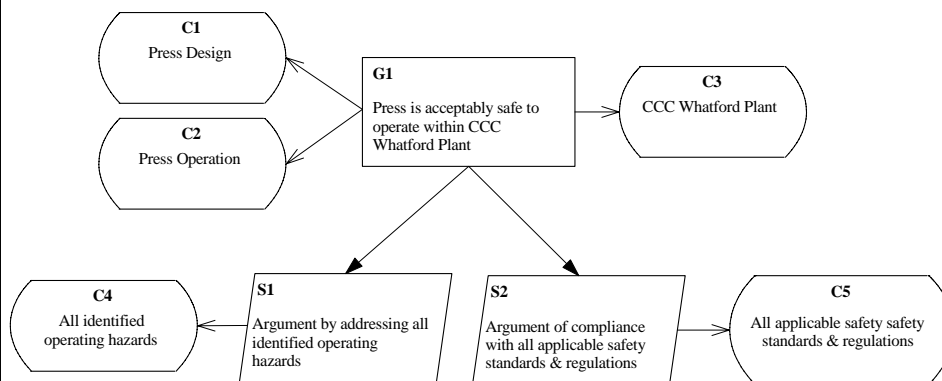 C1
Press Design
G1
Press is acceptably safe to
operate within CCC
Whatford Plant
C3
CCC Whatford Plant
C2
Press Operation
C4
All identified
operating hazards
S1
Argument by addressing all
identified operating
hazards
S2
Argument of compliance
with all applicable safety
standards & regulations
C5
All applicable safety safety
standards & regulations